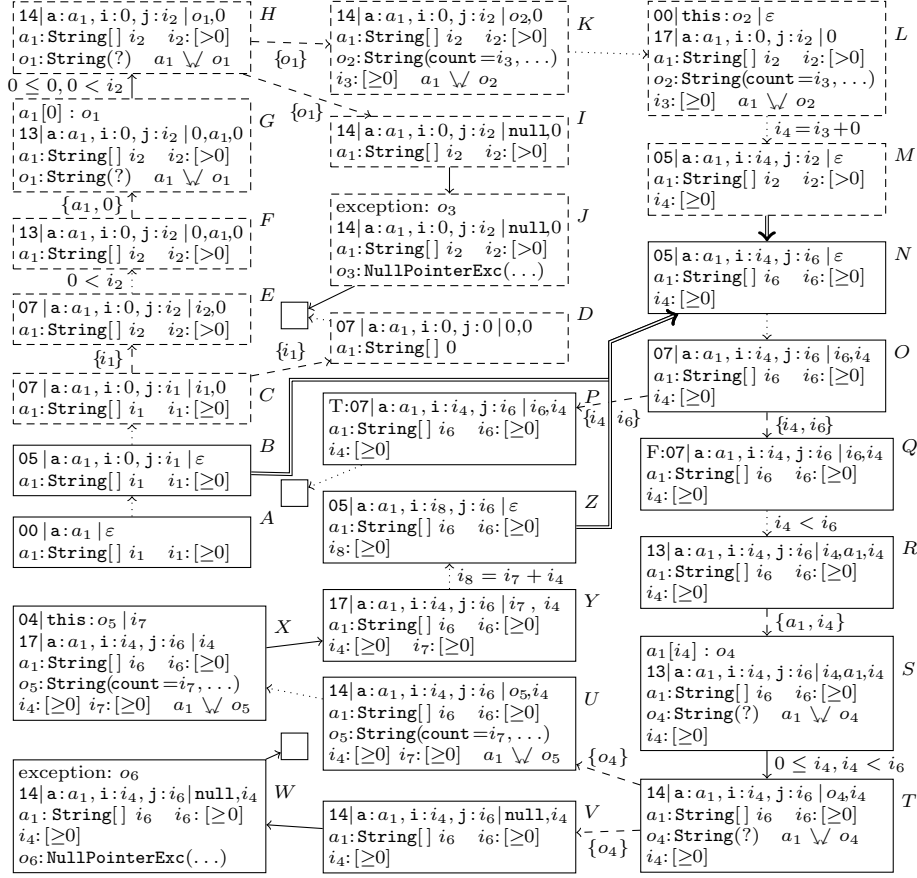 H
14|a:a₁, i:0, j:i₂|o₁,0
a₁:String[] i₂ i₂:[>0]
o₁:String(?) a₁ \,/ o₁
{o₁}
K
14|a:a₁, i:0, j:i₂|o₂,0
a₁:String[] i₂ i₂:[>0]
o₂:String(count=i₃,...)
i₃:[≥0] a₁ \,/ o₂
L
00|this:o₂|ε
17|a:a₁, i:0, j:i₂|0
a₁:String[] i₂ i₂:[>0]
o₂:String(count=i₃,...)
i₃:[≥0] a₁ \,/ o₂
0 ≤ 0, 0 < i₂
{o₁}
G
a₁[0] : o₁
13|a:a₁, i:0, j:i₂|0,a₁,0
a₁:String[] i₂ i₂:[>0]
o₁:String(?) a₁ \,/ o₁
I
14|a:a₁, i:0, j:i₂|null,0
a₁:String[] i₂ i₂:[>0]
i₄=i₃+0
M
05|a:a₁, i:i₄, j:i₂|ε
a₁:String[] i₂ i₂:[>0]
i₄:[≥0]
{a₁, 0}
F
13|a:a₁, i:0, j:i₂|0,a₁,0
a₁:String[] i₂ i₂:[>0]
J
exception: o₃
14|a:a₁, i:0, j:i₂|null,0
a₁:String[] i₂ i₂:[>0]
o₃:NullPointerExc(...)
N
05|a:a₁, i:i₄, j:i₆|ε
a₁:String[] i₆ i₆:[≥0]
i₄:[≥0]
0 < i₂
E
07|a:a₁, i:0, j:i₂|i₂,0
a₁:String[] i₂ i₂:[>0]
D
07|a:a₁, i:0, j:0|0,0
a₁:String[] 0
{i₁}
{i₁}
O
07|a:a₁, i:i₄, j:i₆|i₆,i₄
a₁:String[] i₆ i₆:[≥0]
i₄:[≥0]
C
07|a:a₁, i:0, j:i₁|i₁,0
a₁:String[] i₁ i₁:[≥0]
P
T:07|a:a₁, i:i₄, j:i₆|i₆,i₄
a₁:String[] i₆ i₆:[≥0]
i₄:[≥0]
{i₄, i₆}
{i₄, i₆}
B
05|a:a₁, i:0, j:i₁|ε
a₁:String[] i₁ i₁:[≥0]
Q
F:07|a:a₁, i:i₄, j:i₆|i₆,i₄
a₁:String[] i₆ i₆:[≥0]
i₄:[≥0]
A
00|a:a₁|ε
a₁:String[] i₁ i₁:[≥0]
Z
05|a:a₁, i:i₈, j:i₆|ε
a₁:String[] i₆ i₆:[≥0]
i₈:[≥0]
i₄ < i₆
R
13|a:a₁, i:i₄, j:i₆|i₄,a₁,i₄
a₁:String[] i₆ i₆:[≥0]
i₄:[≥0]
i₈ = i₇ + i₄
X
04|this:o₅|i₇
17|a:a₁, i:i₄, j:i₆|i₄
a₁:String[] i₆ i₆:[≥0]
o₅:String(count=i₇,...)
i₄:[≥0] i₇:[≥0] a₁ \,/ o₅
Y
17|a:a₁, i:i₄, j:i₆|i₇ , i₄
a₁:String[] i₆ i₆:[≥0]
i₄:[≥0] i₇:[≥0]
{a₁, i₄}
S
a₁[i₄] : o₄
13|a:a₁, i:i₄, j:i₆|i₄,a₁,i₄
a₁:String[] i₆ i₆:[≥0]
o₄:String(?) a₁ \,/ o₄
i₄:[≥0]
U
14|a:a₁, i:i₄, j:i₆|o₅,i₄
a₁:String[] i₆ i₆:[≥0]
o₅:String(count=i₇,...)
i₄:[≥0] i₇:[≥0] a₁ \,/ o₅
{o₄}
0 ≤ i₄, i₄ < i₆
W
exception: o₆
14|a:a₁, i:i₄, j:i₆|null,i₄
a₁: String[] i₆ i₆: [≥0]
i₄:[≥0]
o₆:NullPointerExc(...)
V
14|a:a₁, i:i₄, j:i₆|null,i₄
a₁:String[] i₆ i₆:[≥0]
i₄:[≥0]
{o₄}
T
14|a:a₁, i:i₄, j:i₆|o₄,i₄
a₁:String[] i₆ i₆:[≥0]
o₄:String(?) a₁ \,/ o₄
i₄:[≥0]